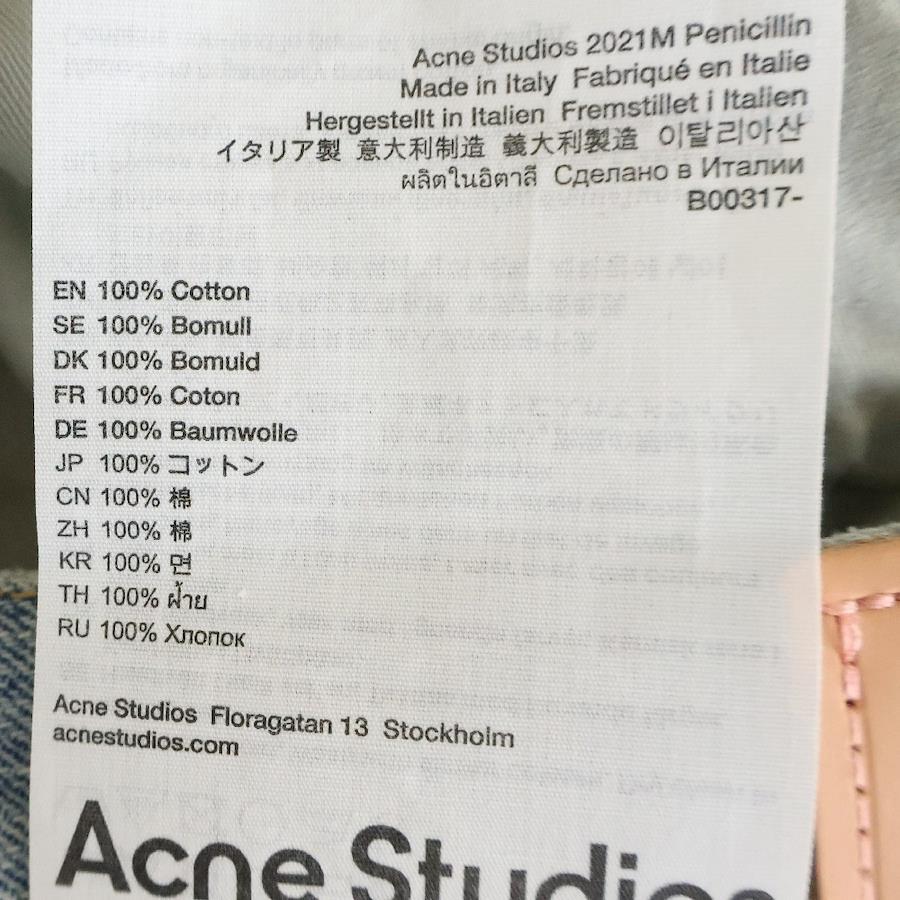 Acne Studios 2021M Penicillin
Made in Italy Fabriqué en Italie
Hergestellt in Italien Fremstillet i Italien
イタリア製 意大利制造 義大利製造 이탈리아산
ผลิตในอิตาลี Сделано в Италии
B00317-
EN 100% Cotton
SE 100% Bomull
DK 100% Bomuld
FR 100% Coton
DE 100% Baumwolle
JP 100% コットン
CN 100% 棉
ZH 100% 棉
KR 100% 면
TH 100% ฝ้าย
RU 100% Хлопок
Acne Studios Floragatan 13 Stockholm
acnestudios.com
Acne Studios